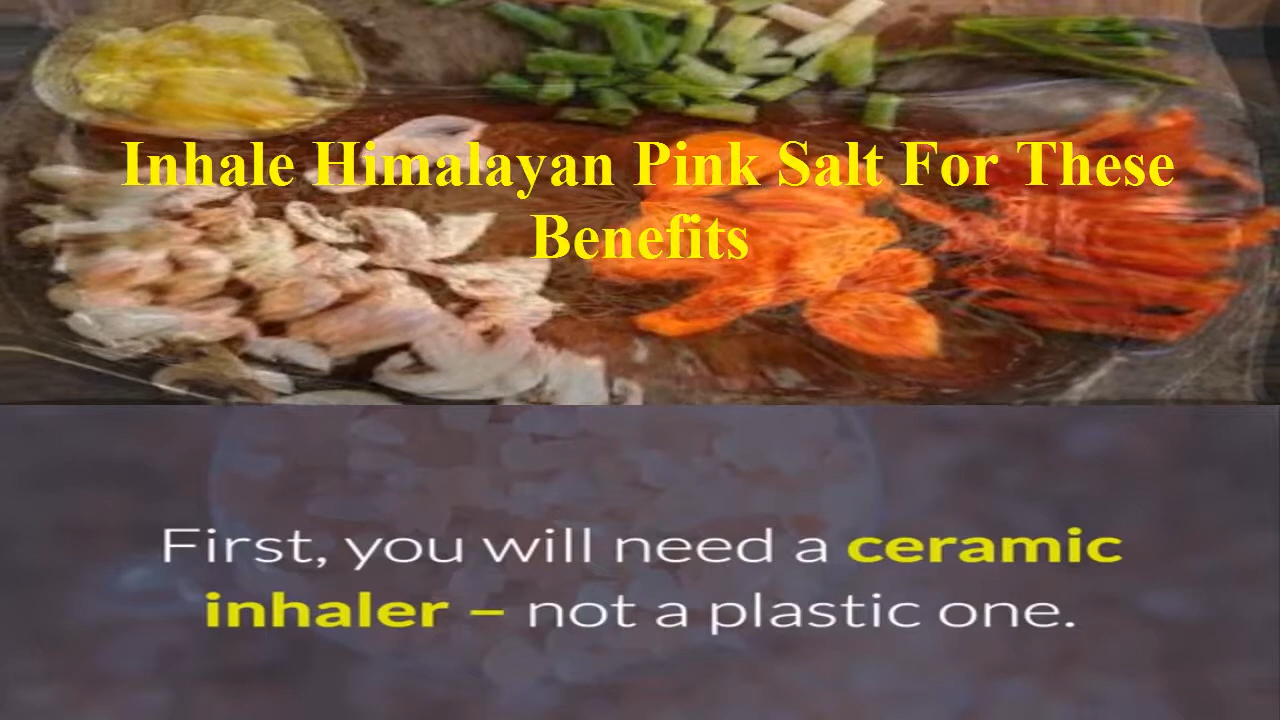 Inhale Himalayan Pink Salt For These
Benefits
First, you will need a ceramic
inhaler – not a plastic one.